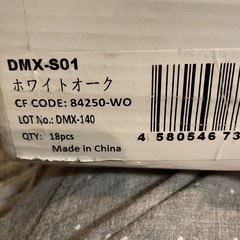 DMX-S01
ホワイトオーク
CF CODE: 84250-WO
LOT No.: DMX-140
QTY: 18pcs
Made in China
4 580546 73